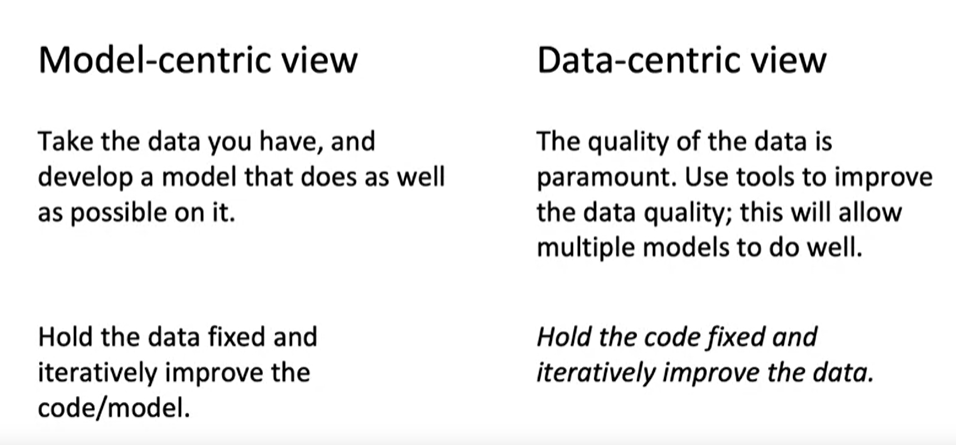 Model-centric view
Take the data you have, and
develop a model that does as well
as possible on it.
Hold the data fixed and
iteratively improve the
code/model.
Data-centric view
The quality of the data is
paramount. Use tools to improve
the data quality; this will allow
multiple models to do well.
Hold the code fixed and
iteratively improve the data.